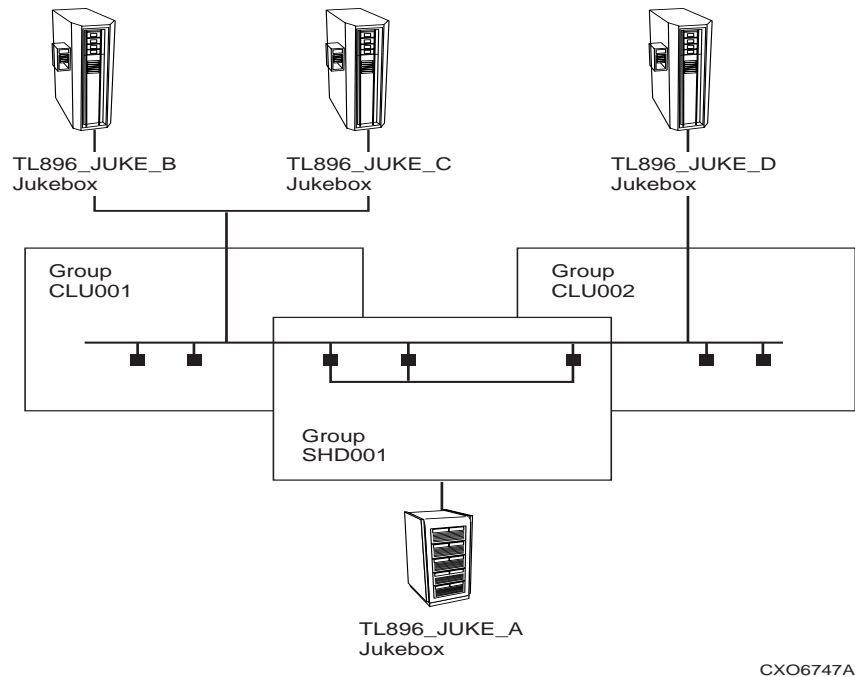 TL896_JUKE_B
Jukebox
TL896_JUKE_C
Jukebox
TL896_JUKE_D
Jukebox
Group
CLU001
Group
CLU002
Group
SHD001
TL896_JUKE_A
Jukebox
CXO6747A